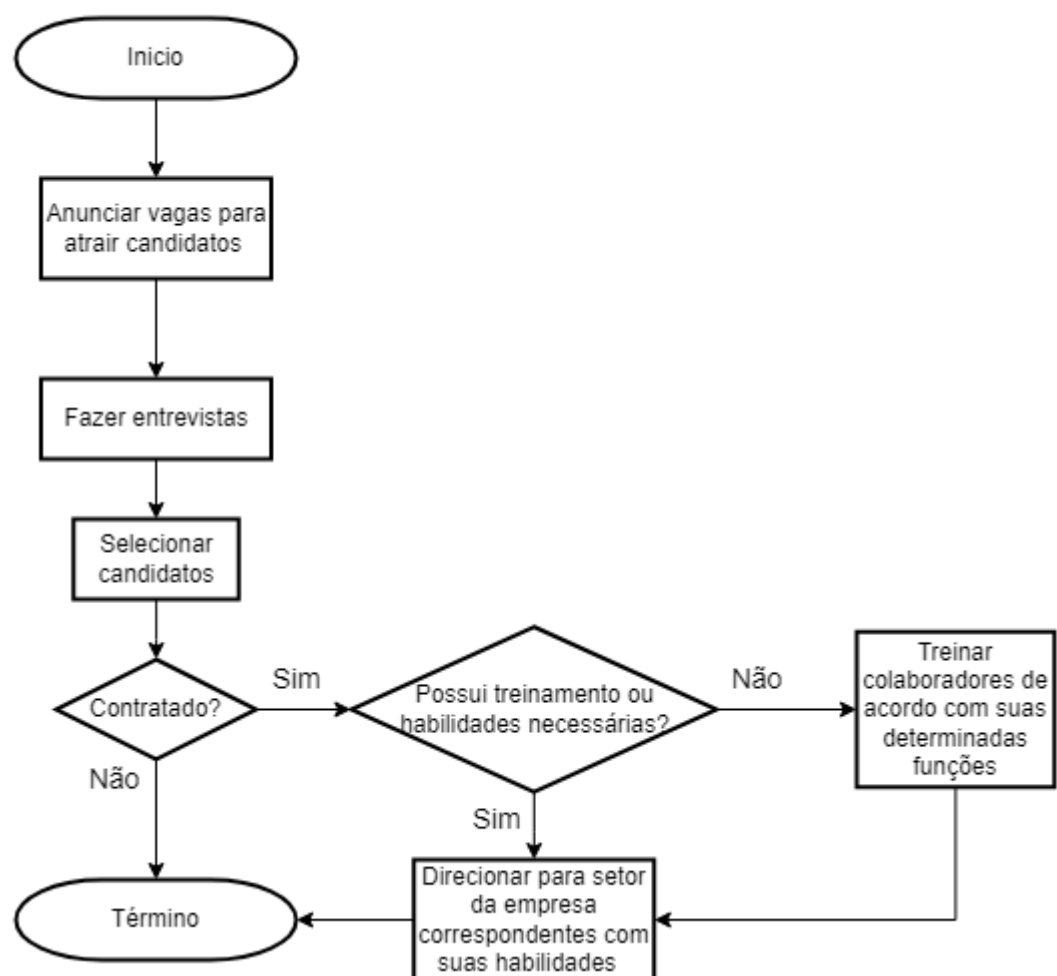 Inicio
Anunciar vagas para
atrair candidatos
Fazer entrevistas
Selecionar
candidatos
Contratado?
Sim
Não
Possui treinamento ou
habilidades necessárias?
Não
Sim
Treinar
colaboradores de
acordo com suas
determinadas
funções
Direcionar para setor
da empresa
correspondentes com
suas habilidades
Término